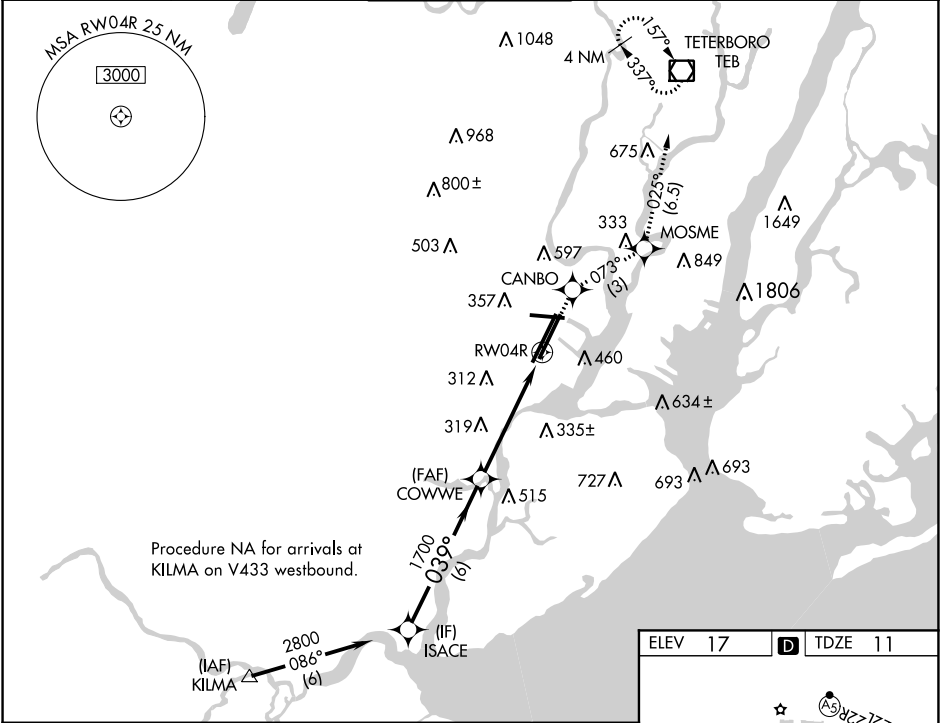 MSA RW04R 25 NM
3000
1048
4 NM
157°
337°
TETERBORO
TEB
968
800±
675
025°
(6.5)
1649
503
597
333
MOSME
849
073°
(3)
CANBO
357
1806
RW04R
460
312
634±
319
335±
(FAF)
COWWE
515
727
693
693
Procedure NA for arrivals at
KILMA on V433 westbound.
1700
039°
(6)
(IF)
ISACE
2800
086°
(6)
(IAF)
KILMA
ELEV 17
D
TDZE 11
A5